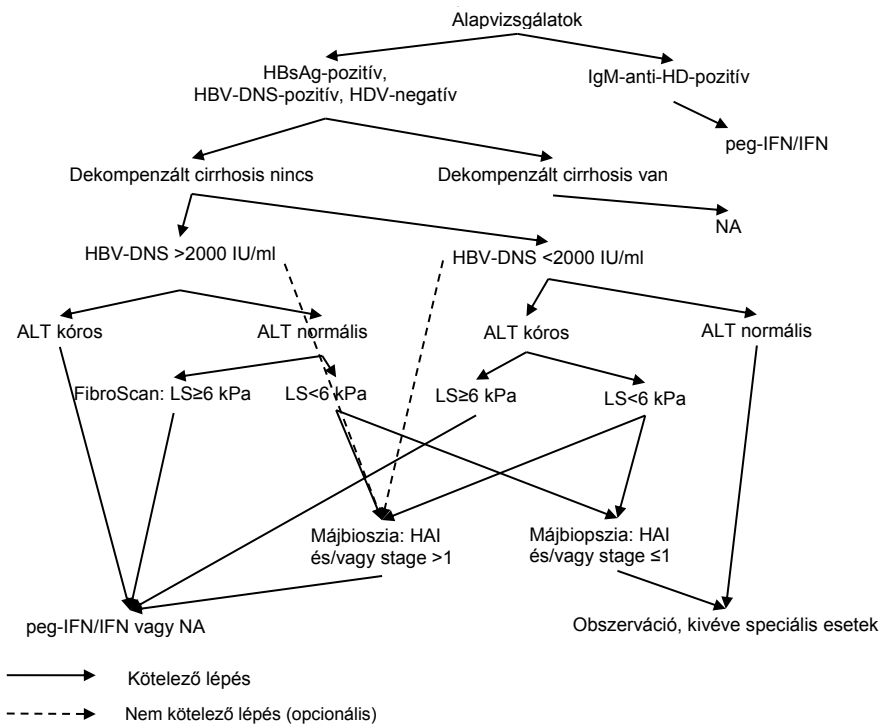 Alapvizsgálatok
HBsAg-pozitív,
HBV-DNS-pozitív, HDV-negatív
IgM-anti-HD-pozitív
peg-IFN/IFN
Dekompenzált cirrhosis nincs
Dekompenzált cirrhosis van
NA
HBV-DNS >2000 IU/ml
HBV-DNS <2000 IU/ml
ALT kóros
ALT normális
ALT kóros
ALT normális
FibroScan: LS≥6 kPa
LS<6 kPa
LS≥6 kPa
LS<6 kPa
Májbioszia: HAI
és/vagy stage >1
Májbiopszia: HAI
és/vagy stage ≤1
peg-IFN/IFN vagy NA
Obszerváció, kivéve speciális esetek
Kötelező lépés
Nem kötelező lépés (opcionális)